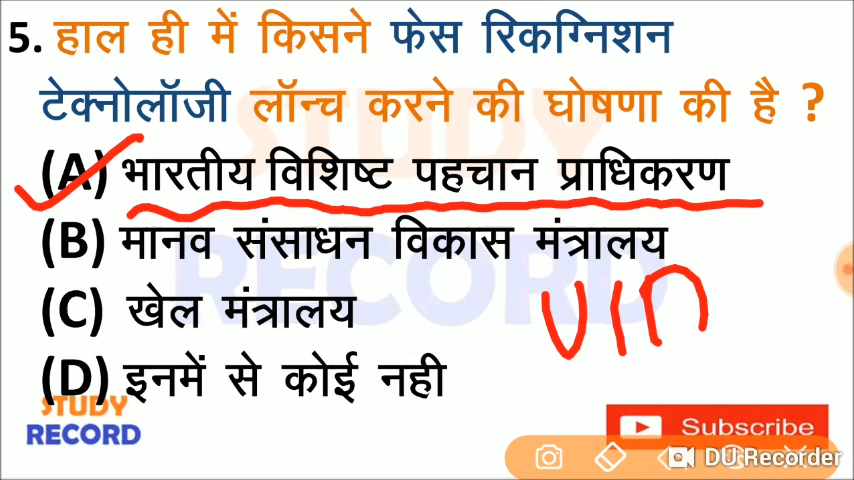 5. हाल ही में किसने फेस रिकग्निशन
टेक्नोलॉजी लॉन्च करने की घोषणा की है ?
(A) भारतीय विशिष्ट पहचान प्राधिकरण
(B) मानव संसाधन विकास मंत्रालय
(C) खेल मंत्रालय
(D) इनमें से कोई नही
STUDY
RECORD
STUDY
RECORD
Subscribe
DU Recorder